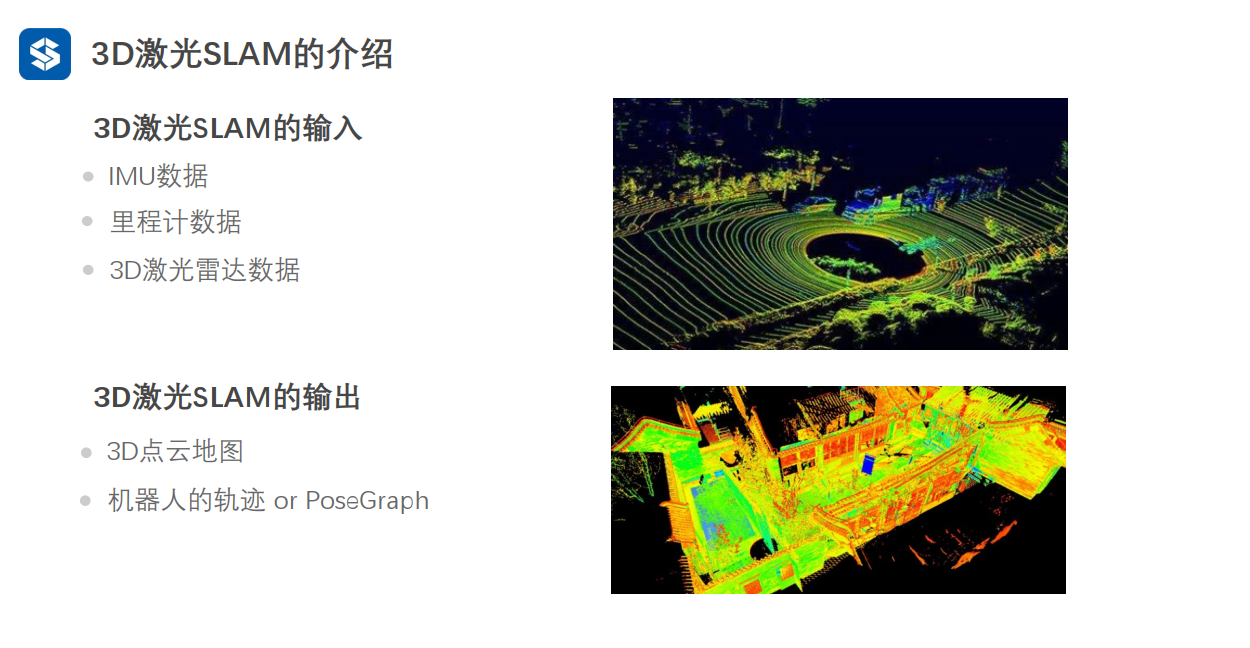 3D激光SLAM的介绍
3D激光SLAM的输入
IMU数据
里程计数据
3D激光雷达数据
3D激光SLAM的输出
3D点云地图
机器人的轨迹 or PoseGraph